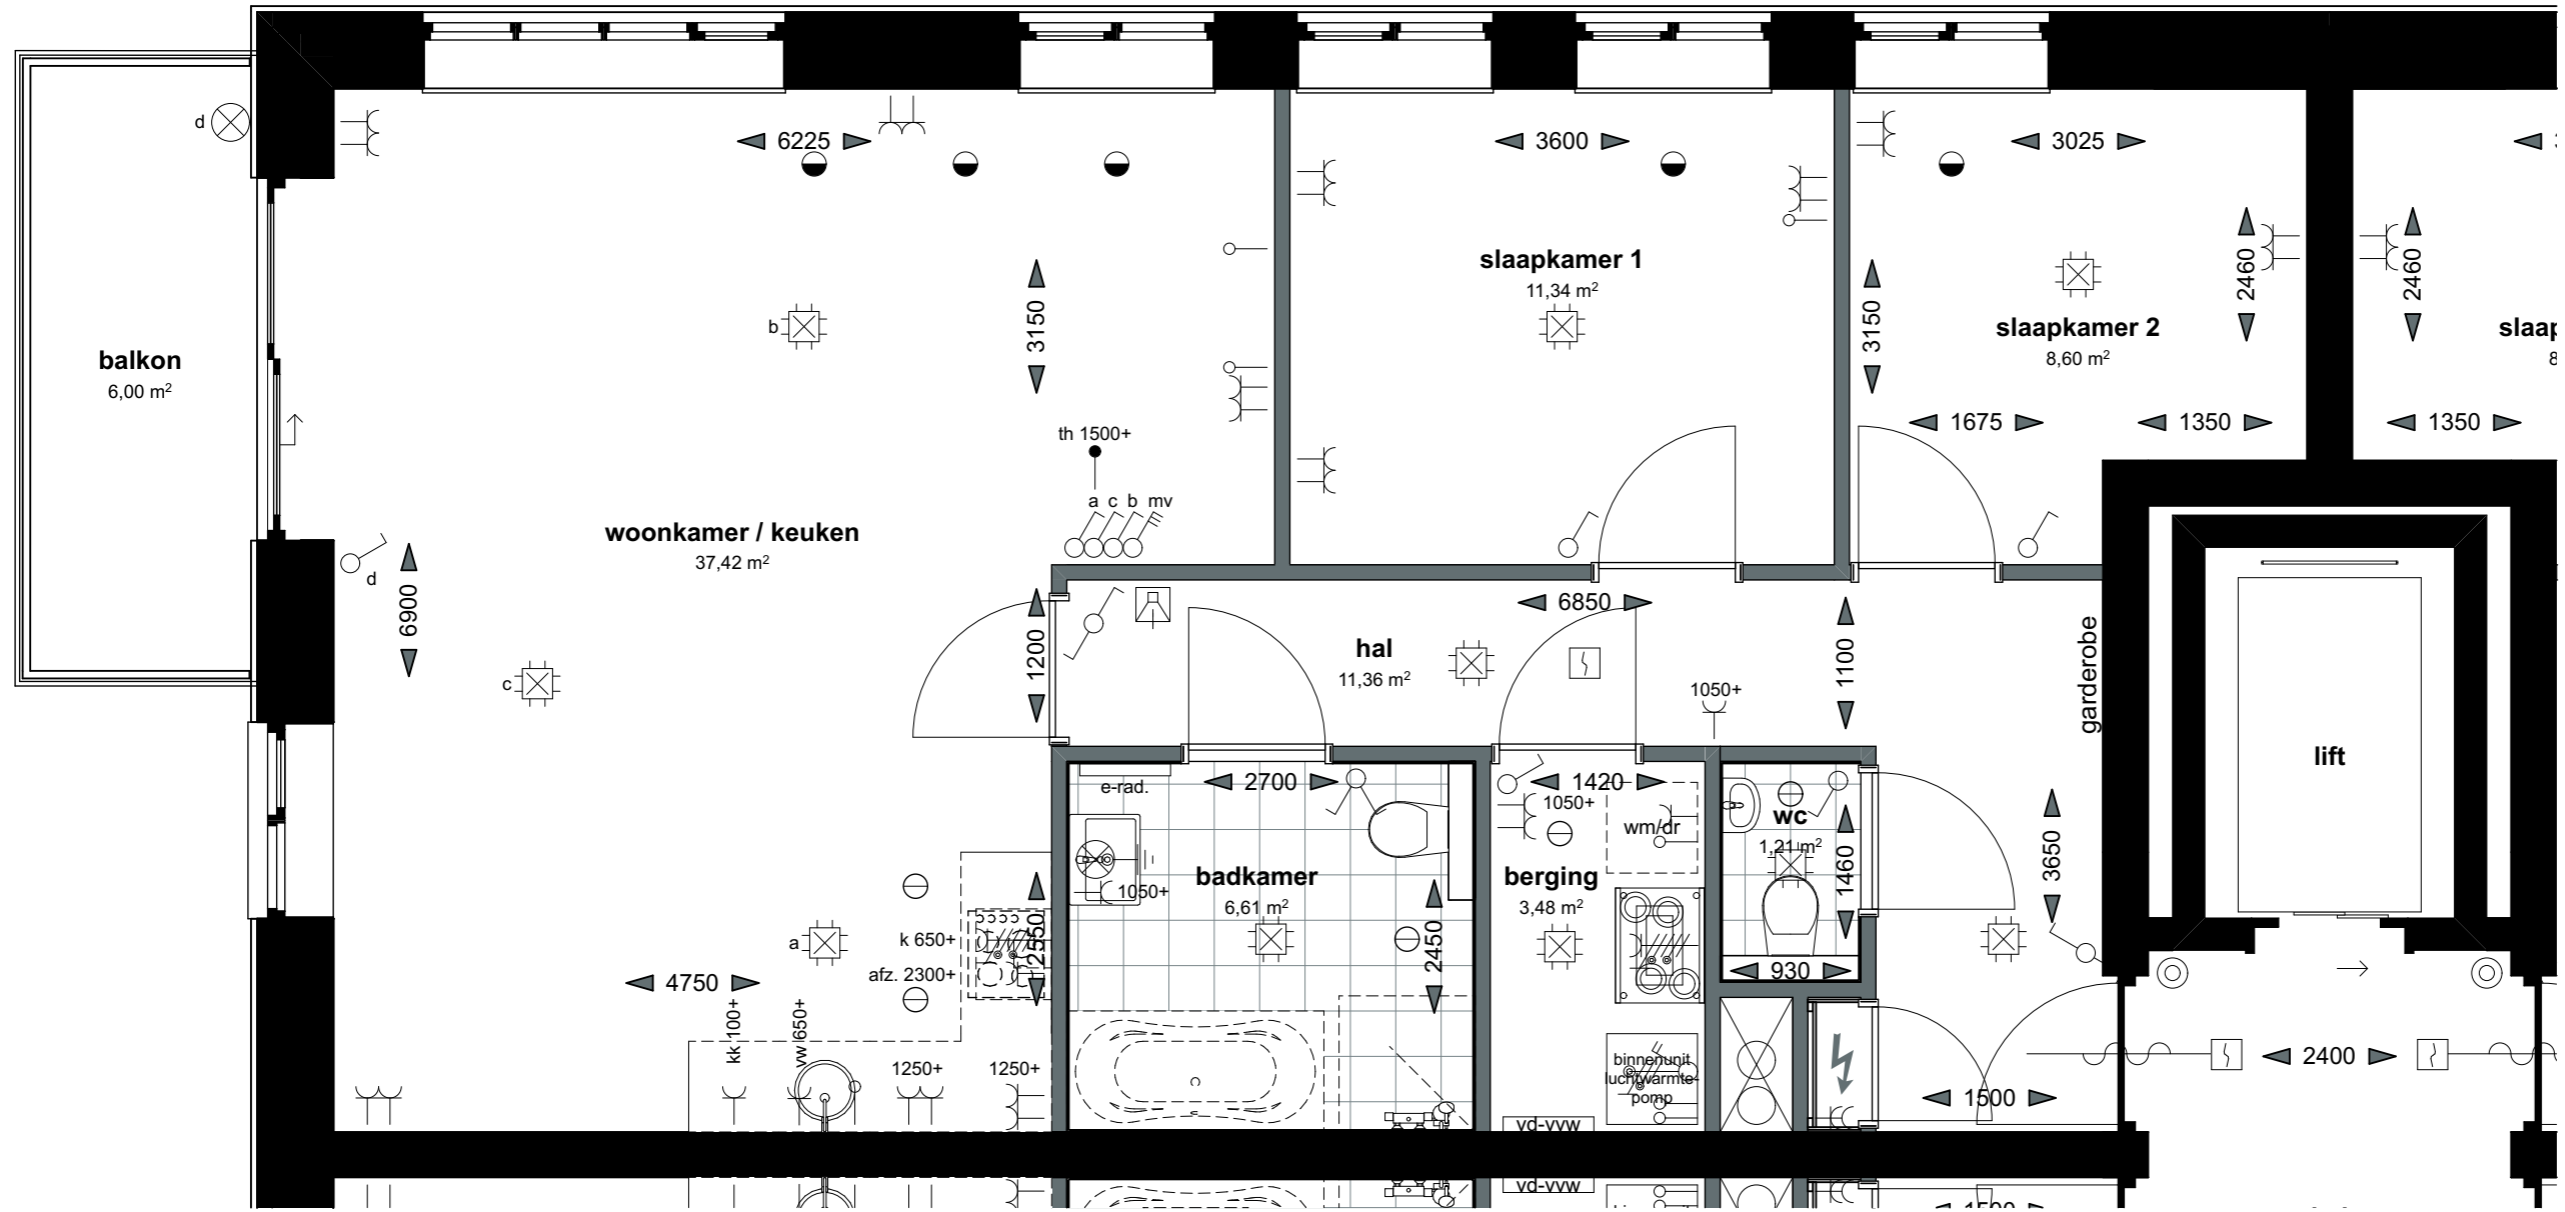 d
6225
3600
3025
slaapkamer 1
11,34 m²
2460
2460
b
3150
3150
slaapkamer 2
8,60 m²
slaap
8
balkon
6,00 m²
1675
1350
1350
th 1500+
a c b mv
woonkamer / keuken
37,42 m²
d
6900
6850
1200
hal
11,36 m²
1100
garderobe
c
1050+
lift
e-rad.
2700
1420
1050+
wm/dr
wc
1,21 m²
1460
3650
badkamer
6,61 m²
1050+
berging
3,48 m²
a
k 650+
afz. 2300+
2550
2450
930
4750
kk 100+
vw 650+
1250+
1250+
binnenunit
luchtwarmte-
pomp
2400
1500
vd-vvw
vd-vvw
1500